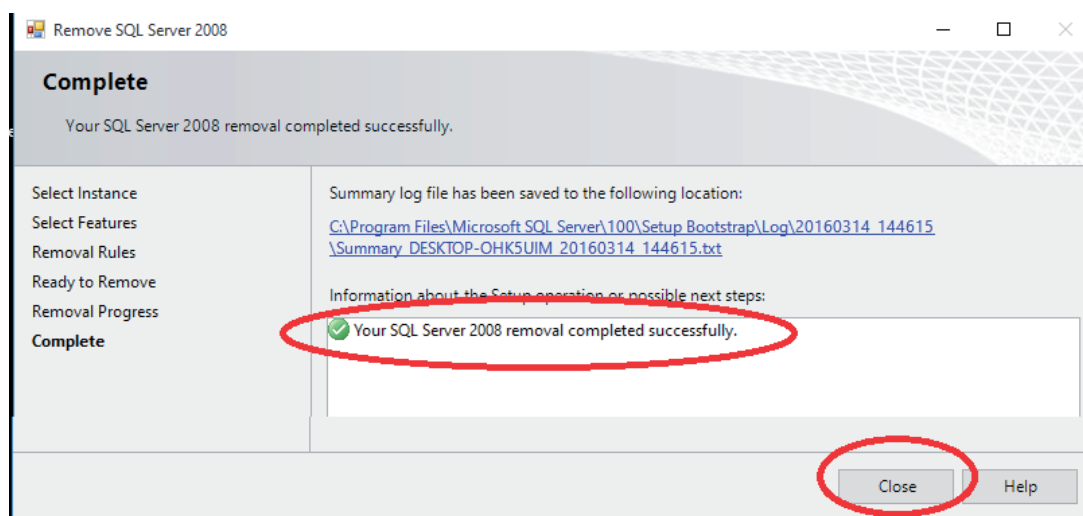 Remove SQL Server 2008
Complete
Your SQL Server 2008 removal completed successfully.
Select Instance
Select Features
Removal Rules
Ready to Remove
Removal Progress
Complete
Summary log file has been saved to the following location:
C:\Program Files\Microsoft SQL Server\100\Setup Bootstrap\Log\20160314_144615
\Summary_DESKTOP-OHK5UIM_20160314_144615.txt
Information about the Setup operation or possible next steps:
Your SQL Server 2008 removal completed successfully.
Close
Help